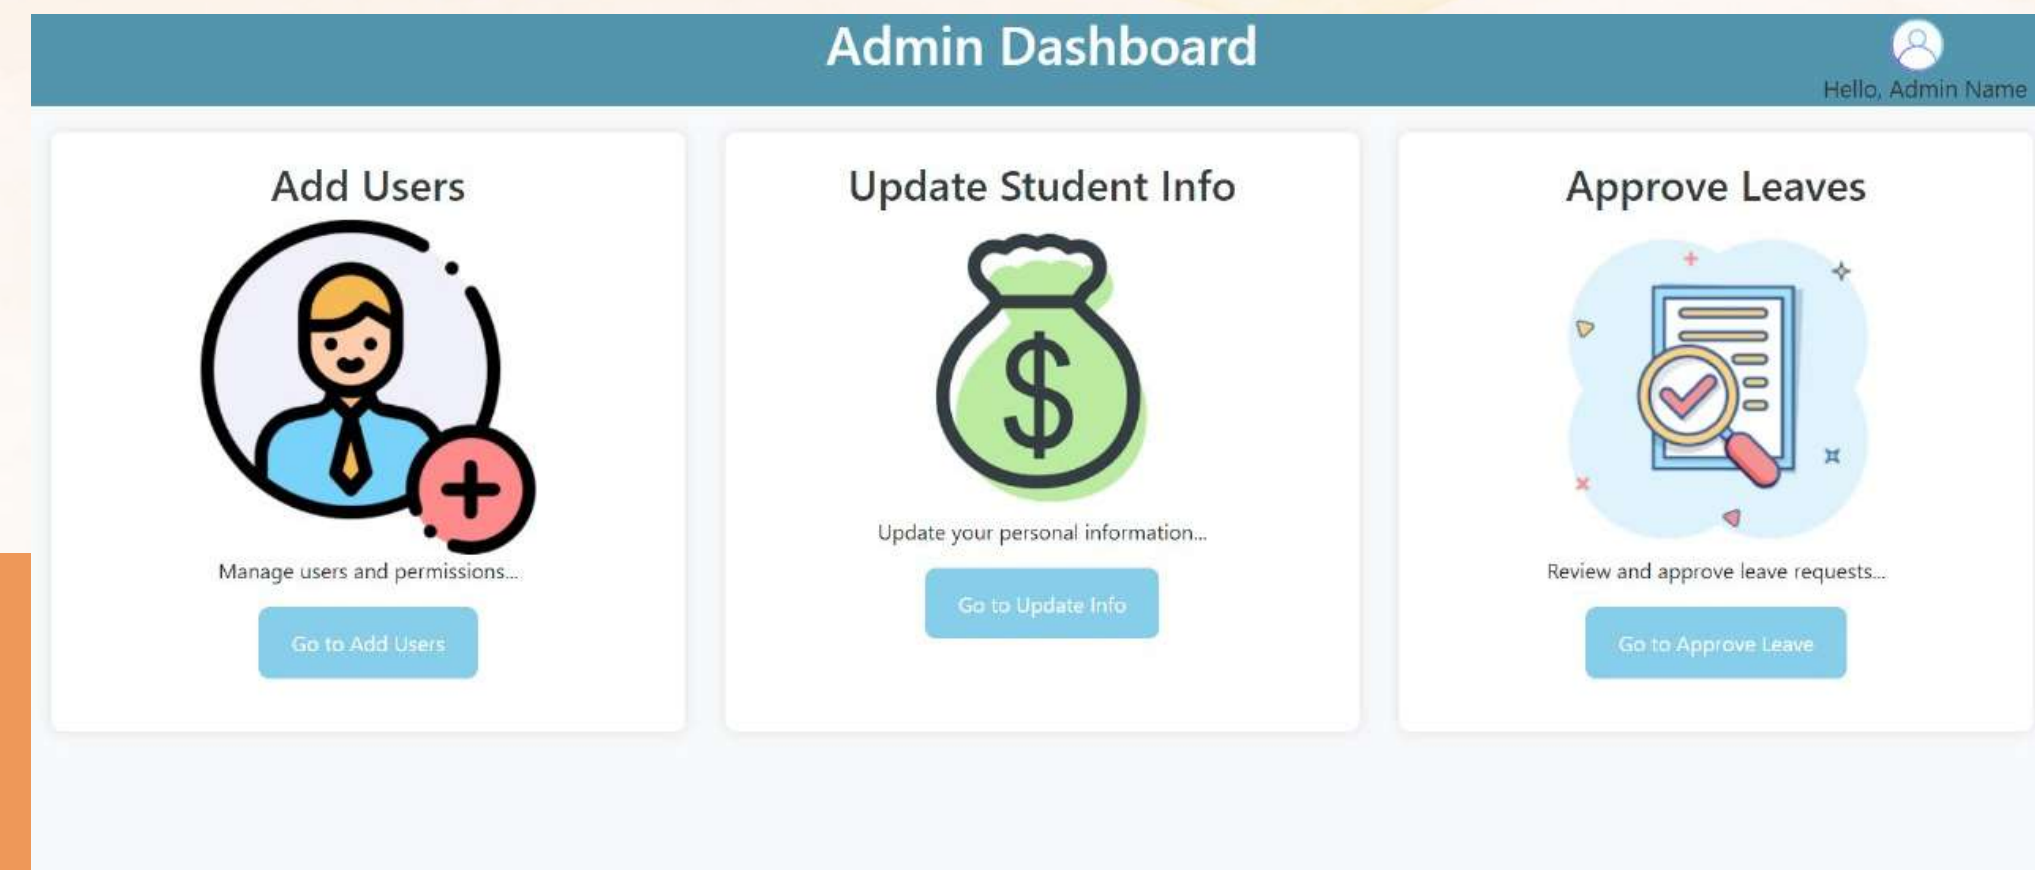 Admin Dashboard
Hello, Admin Name
Add Users
Manage users and permissions...
Go to Add Users
Update Student Info
$
Update your personal information...
Go to Update Info
Approve Leaves
Review and approve leave requests...
Go to Approve Leave